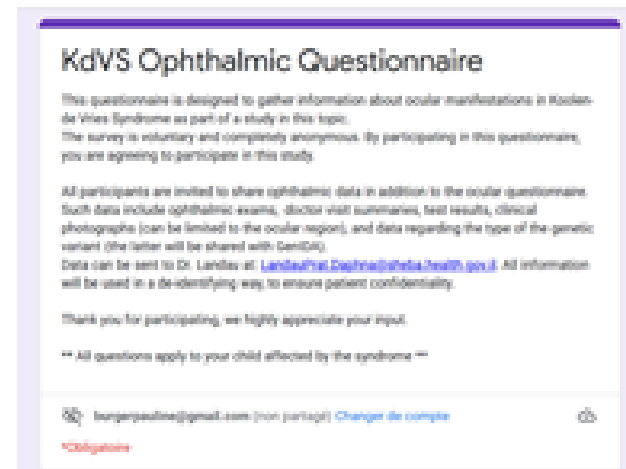 KdVS Ophthalmic Questionnaire
This questionnaire is designed to gather information about ocular manifestations in Koolen-
de Vries Syndrome as part of a study in this topic.
The survey is voluntary and completely anonymous. By participating in this questionnaire,
you are agreeing to participate in this study.
All participants are invited to share ophthalmic data in addition to the ocular questionnaire.
Such data include ophthalmic exams, doctor visit summaries, test results, clinical
photographs (can be limited to the ocular region), and data regarding the type of the genetic
variant (the latter will be shared with GenIDA).
Data can be sent to Dr. Landau at: LandauPrat.Daphna@sheba.health.gov.il. All information
will be used in a de-identifying way, to ensure patient confidentiality.
Thank you for participating, we highly appreciate your input.
** All questions apply to your child affected by the syndrome **
burgerpauline@gmail.com (non partagé) Changer de compte
*Obligatoire